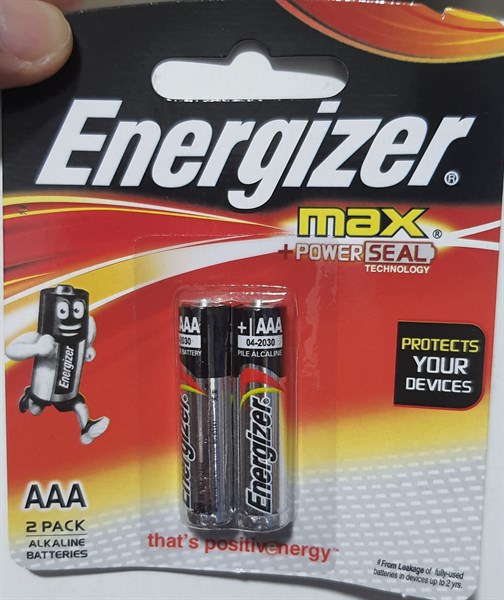 Energizer®
max®
+POWERSEAL
TECHNOLOGY
PROTECTS
YOUR
DEVICES
Energizer
AAA
-2030
BATTERY
Energizer
+ AAA
04-2030
PILE ALCALINE
Energizer
AAA
2 PACK
ALKALINE
BATTERIES
that's positivenergy™
# From Leakage of fully-used
batteries in devices up to 2 yrs.